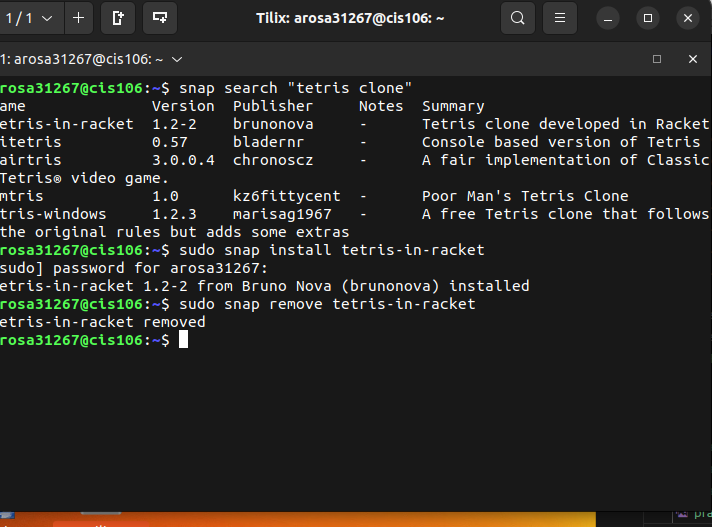 1 / 1
Tilix: arosa31267@cis106: ~
1: arosa31267@cis106: ~
rosa31267@cis106:~$ snap search "tetris clone"
ame Version Publisher Notes Summary
etris-in-racket 1.2-2 brunonova - Tetris clone developed in Racket
itetris 0.57 bladernr - Console based version of Tetris
airtris 3.0.0.4 chronoscz - A fair implementation of Classic
Tetris® video game.
mtris 1.0 kz6fittycent - Poor Man's Tetris Clone
tris-windows 1.2.3 marisag1967 - A free Tetris clone that follows
the original rules but adds some extras
rosa31267@cis106:~$ sudo snap install tetris-in-racket
sudo] password for arosa31267:
etris-in-racket 1.2-2 from Bruno Nova (brunonova) installed
rosa31267@cis106:~$ sudo snap remove tetris-in-racket
etris-in-racket removed
rosa31267@cis106:~$
pra